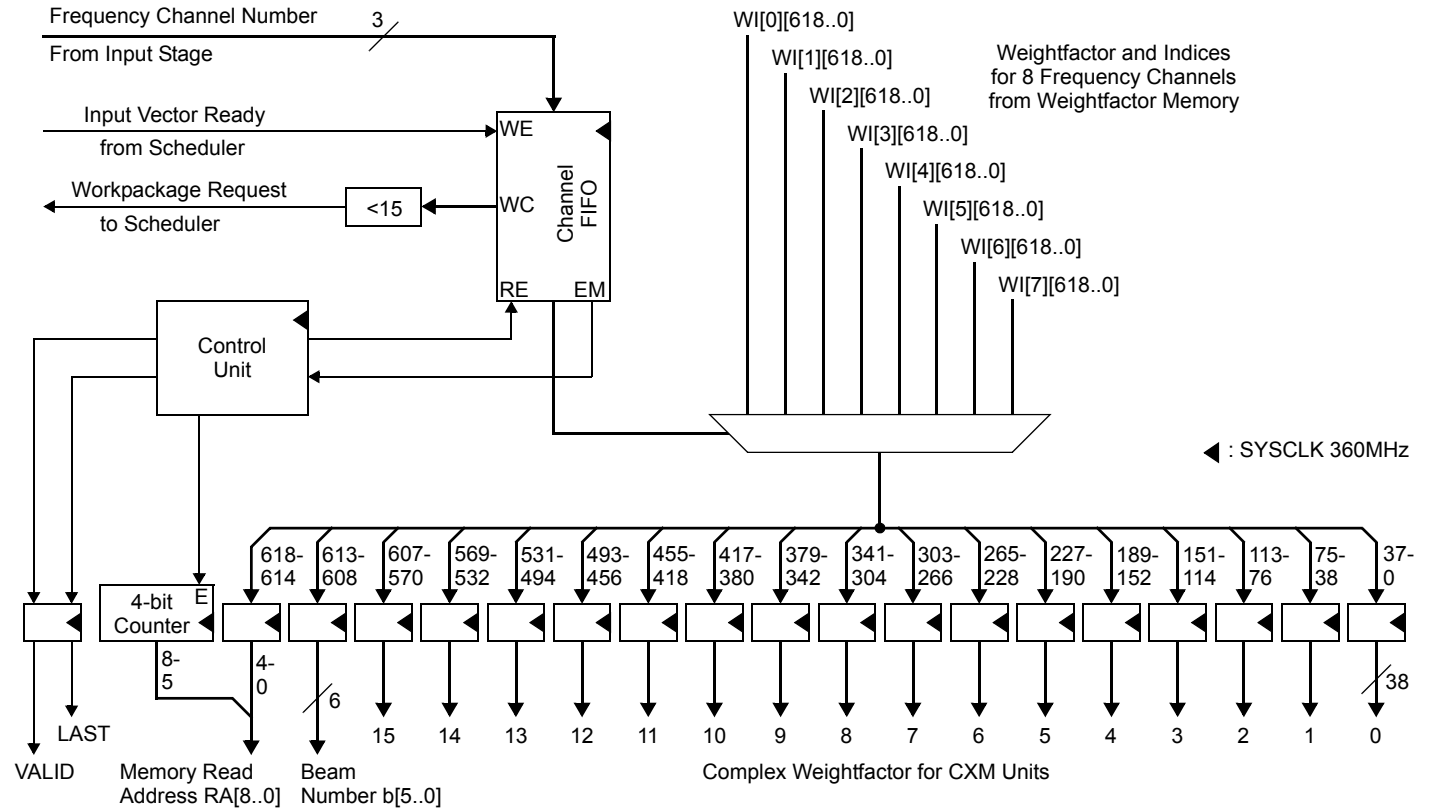 Frequency Channel Number
3
From Input Stage
WI[0][618..0]
WI[1][618..0]
WI[2][618..0]
WI[3][618..0]
WI[4][618..0]
WI[5][618..0]
WI[6][618..0]
WI[7][618..0]
Weightfactor and Indices
for 8 Frequency Channels
from Weightfactor Memory
Input Vector Ready
from Scheduler
WE
Workpackage Request
to Scheduler
<15
WC
Channel
FIFO
RE
EM
Control
Unit
: SYSCLK 360MHz
618-
614
613-
608
607-
570
569-
532
531-
494
493-
456
455-
418
417-
380
379-
342
341-
304
303-
266
265-
228
227-
190
189-
152
151-
114
113-
76
75-
38
37-
0
4-bit
Counter
E
8-
5
4-
0
6
38
LAST
15
14
13
12
11
10
9
8
7
6
5
4
3
2
1
0
VALID
Memory Read
Address RA[8..0]
Beam
Number b[5..0]
Complex Weightfactor for CXM Units